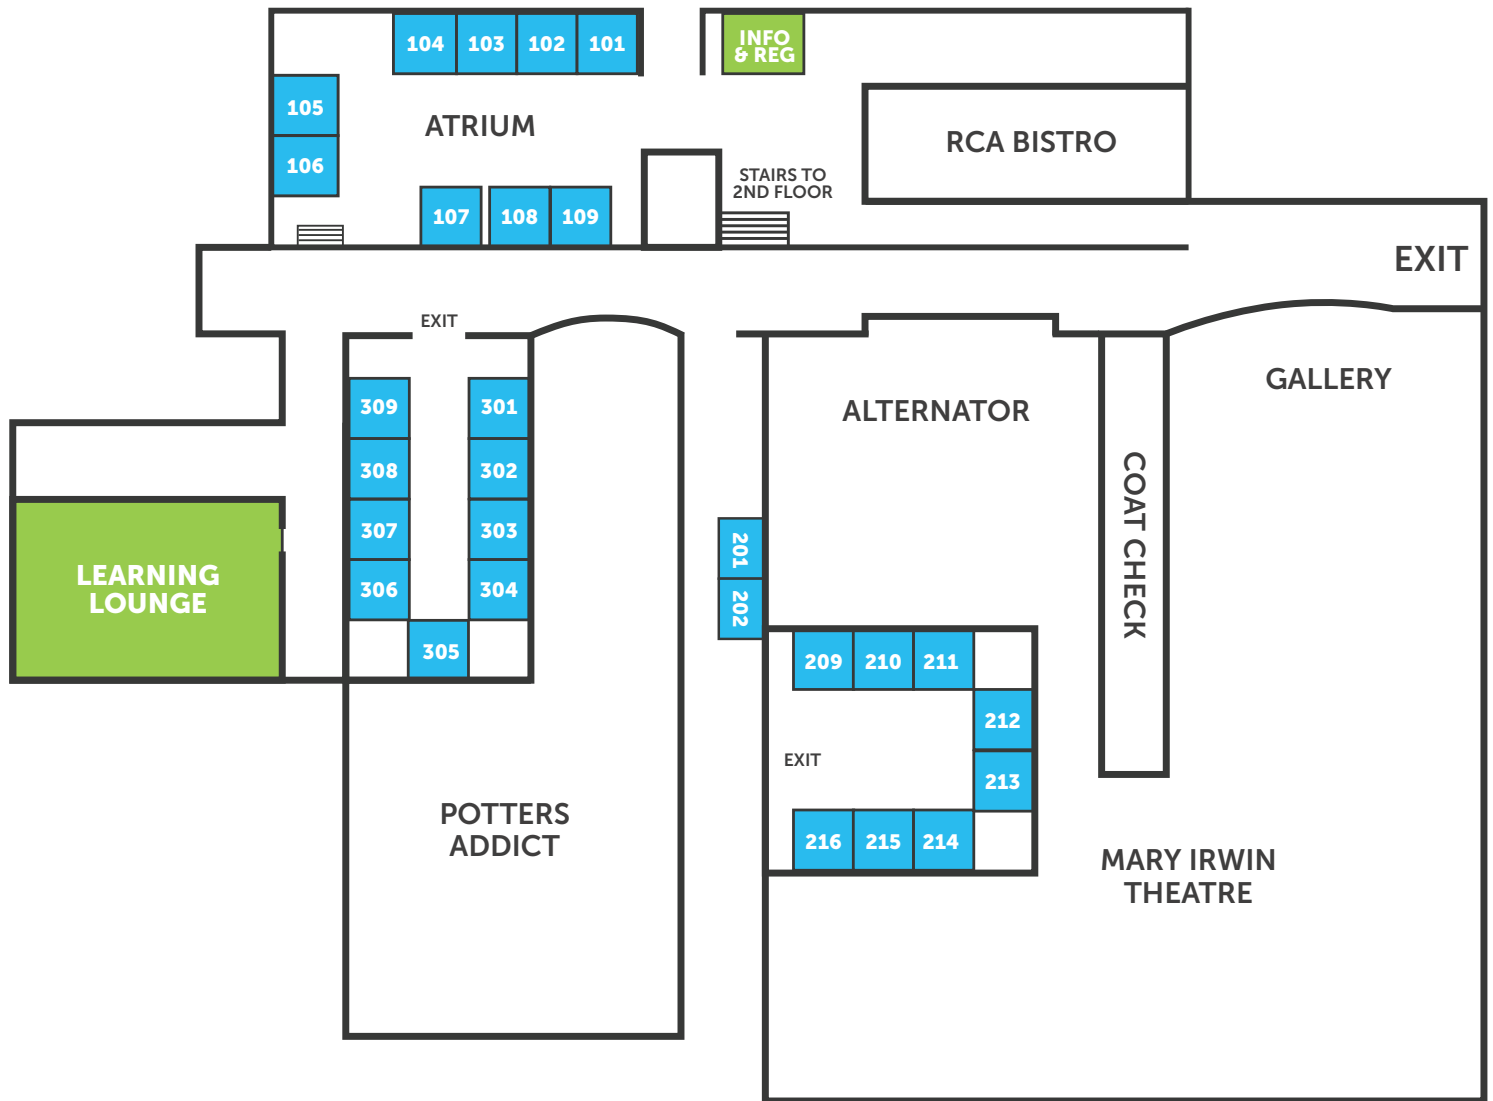 104 103 102 101
INFO
& REG
105
ATRIUM
RCA BISTRO
106
STAIRS TO
2ND FLOOR
107 108 109
EXIT
EXIT
309 301
GALLERY
ALTERNATOR
308 302
COAT CHECK
307 303
201
LEARNING
LOUNGE
306 304
202
305
209 210 211
212
EXIT
213
POTTERS
ADDICT
216 215 214
MARY IRWIN
THEATRE